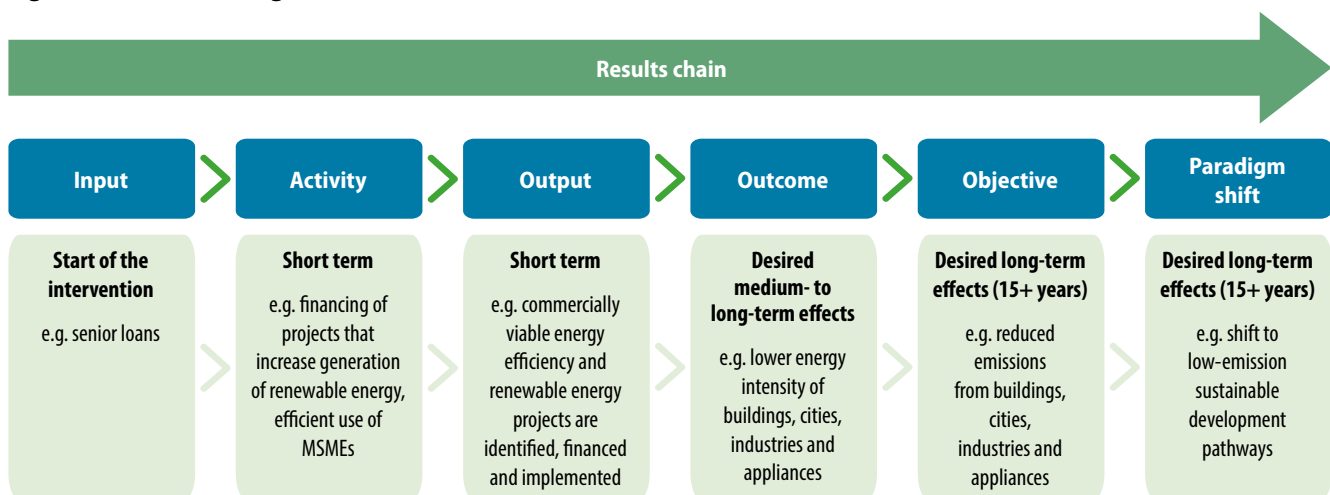 Results chain
Input
Activity
Output
Outcome
Objective
Paradigm
shift
Start of the
intervention
e.g. senior loans
Short term
e.g. financing of
projects that
increase generation
of renewable energy,
efficient use of
MSMEs
Short term
e.g. commercially
viable energy
efficiency and
renewable energy
projects are
identified, financed
and implemented
Desired
medium- to
long-term effects
e.g. lower energy
intensity of
buildings, cities,
industries and
appliances
Desired long-term
effects (15+ years)
e.g. reduced
emissions
from buildings,
cities,
industries and
appliances
Desired long-term
effects (15+ years)
e.g. shift to
low-emission
sustainable
development
pathways